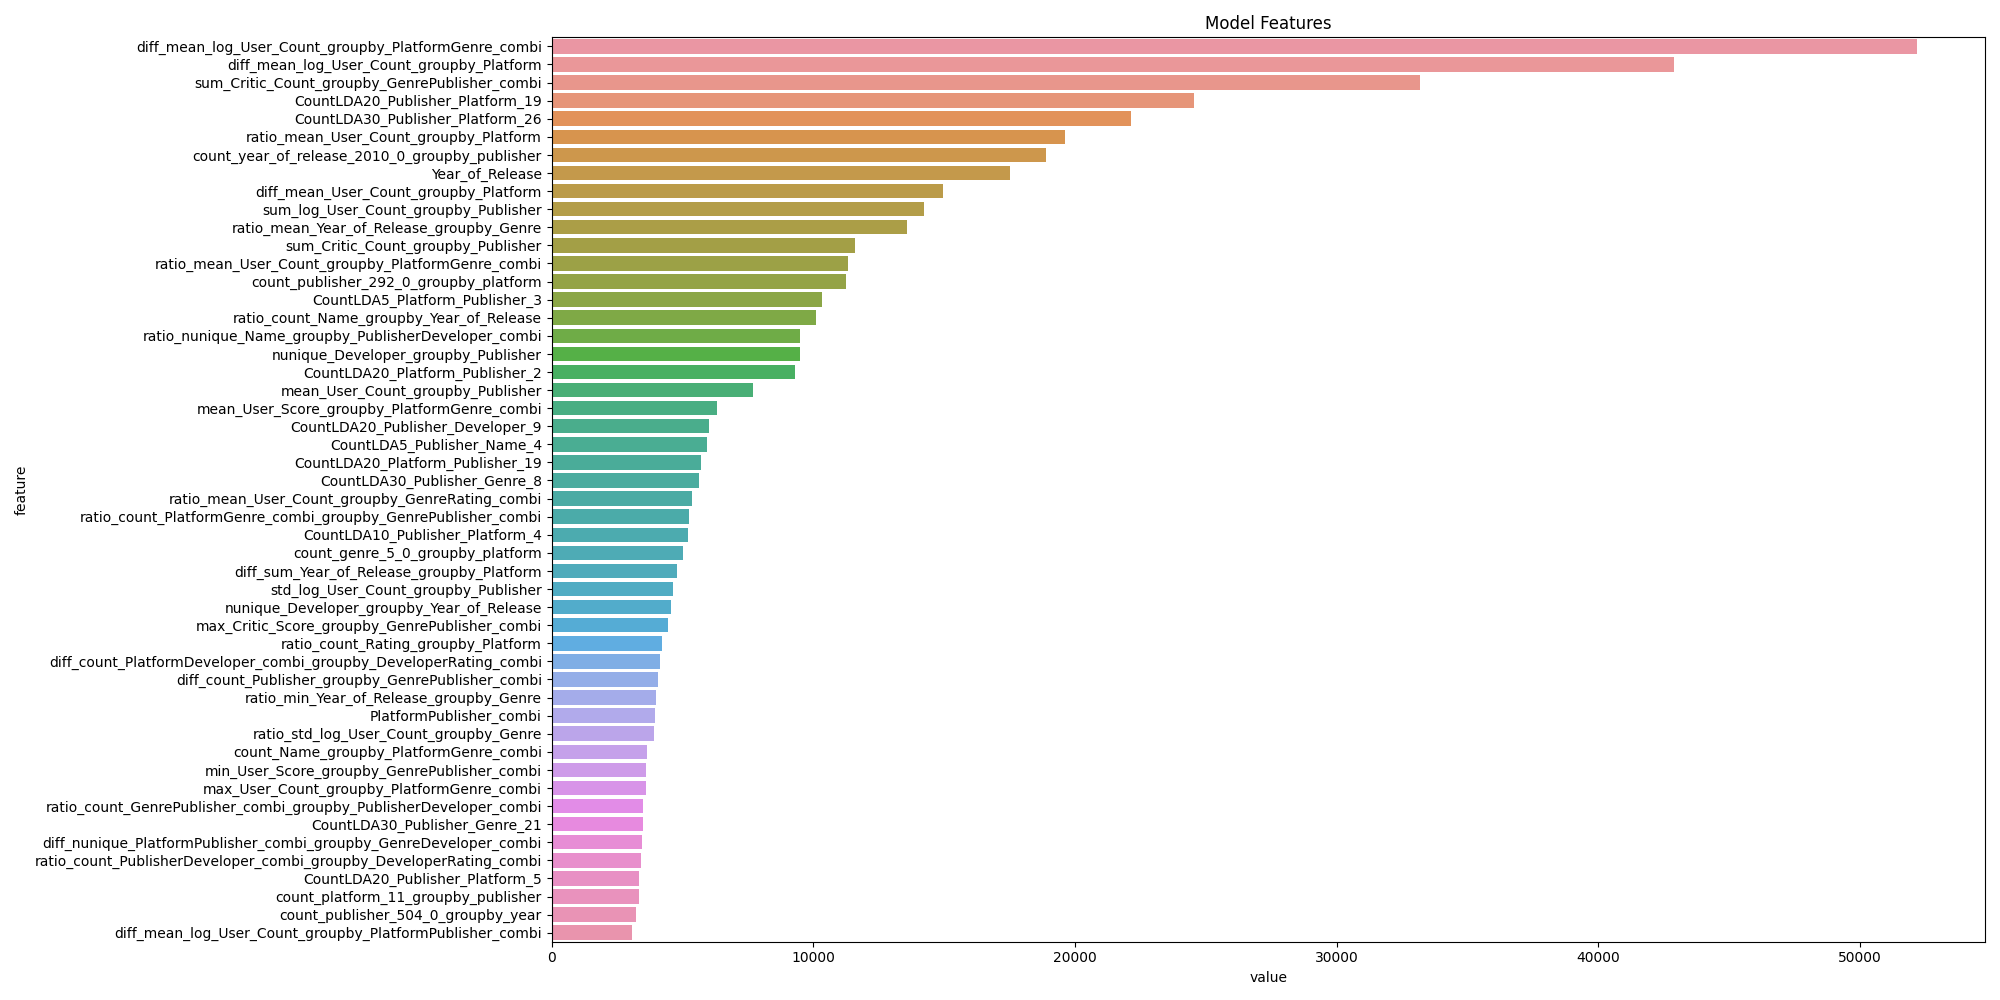 Model Features
diff_mean_log_User_Count_groupby_PlatformGenre_combi
diff_mean_log_User_Count_groupby_Platform
sum_Critic_Count_groupby_GenrePublisher_combi
CountLDA20_Publisher_Platform_19
CountLDA30_Publisher_Platform_26
ratio_mean_User_Count_groupby_Platform
count_year_of_release_2010_0_groupby_publisher
Year_of_Release
diff_mean_User_Count_groupby_Platform
sum_log_User_Count_groupby_Publisher
ratio_mean_Year_of_Release_groupby_Genre
sum_Critic_Count_groupby_Publisher
ratio_mean_User_Count_groupby_PlatformGenre_combi
count_publisher_292_0_groupby_platform
CountLDA5_Platform_Publisher_3
ratio_count_Name_groupby_Year_of_Release
ratio_nunique_Name_groupby_PublisherDeveloper_combi
nunique_Developer_groupby_Publisher
CountLDA20_Platform_Publisher_2
mean_User_Count_groupby_Publisher
mean_User_Score_groupby_PlatformGenre_combi
CountLDA20_Publisher_Developer_9
CountLDA5_Publisher_Name_4
CountLDA20_Platform_Publisher_19
CountLDA30_Publisher_Genre_8
ratio_mean_User_Count_groupby_GenreRating_combi
ratio_count_PlatformGenre_combi_groupby_GenrePublisher_combi
CountLDA10_Publisher_Platform_4
count_genre_5_0_groupby_platform
diff_sum_Year_of_Release_groupby_Platform
std_log_User_Count_groupby_Publisher
nunique_Developer_groupby_Year_of_Release
max_Critic_Score_groupby_GenrePublisher_combi
ratio_count_Rating_groupby_Platform
diff_count_PlatformDeveloper_combi_groupby_DeveloperRating_combi
diff_count_Publisher_groupby_GenrePublisher_combi
ratio_min_Year_of_Release_groupby_Genre
PlatformPublisher_combi
ratio_std_log_User_Count_groupby_Genre
count_Name_groupby_PlatformGenre_combi
min_User_Score_groupby_GenrePublisher_combi
max_User_Count_groupby_PlatformGenre_combi
ratio_count_GenrePublisher_combi_groupby_PublisherDeveloper_combi
CountLDA30_Publisher_Genre_21
diff_nunique_PlatformPublisher_combi_groupby_GenreDeveloper_combi
ratio_count_PublisherDeveloper_combi_groupby_DeveloperRating_combi
CountLDA20_Publisher_Platform_5
count_platform_11_groupby_publisher
count_publisher_504_0_groupby_year
diff_mean_log_User_Count_groupby_PlatformPublisher_combi
feature
0 10000 20000 30000 40000 50000
value